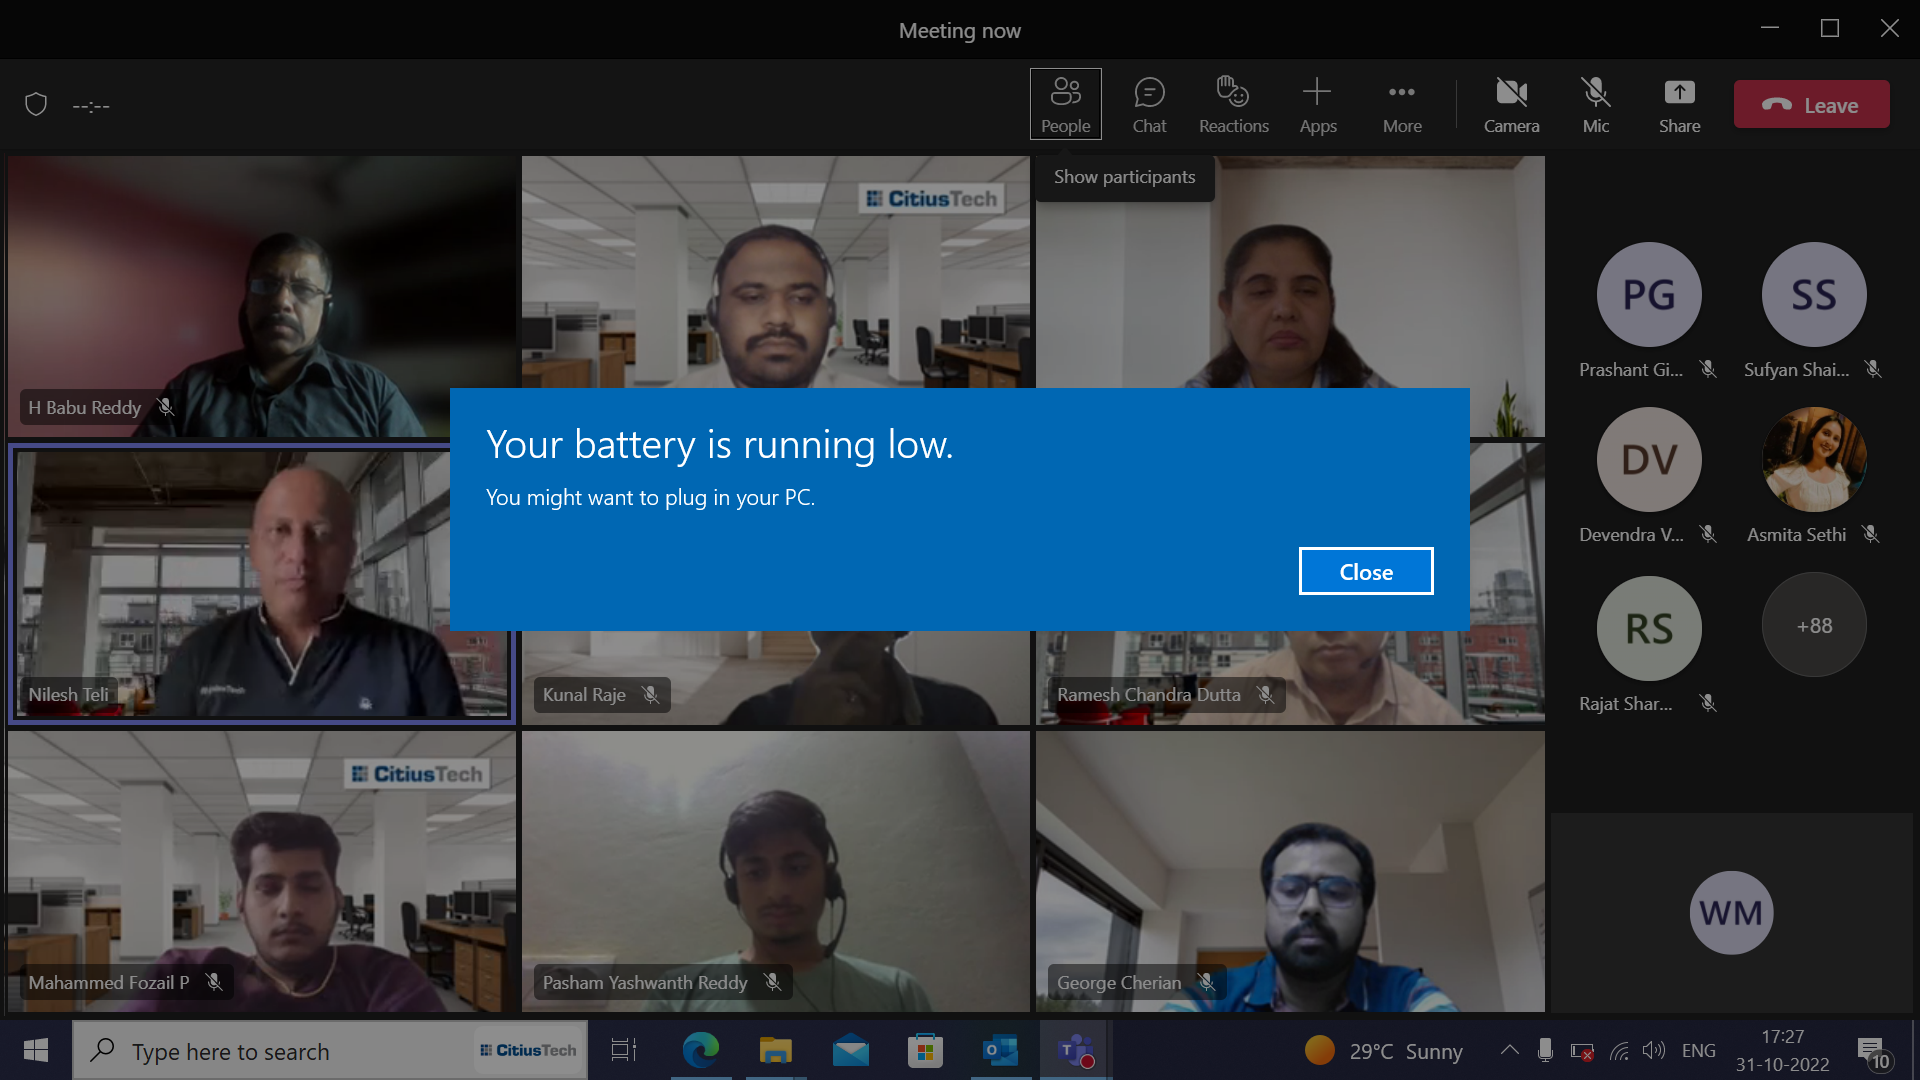 Meeting now
--:--
People
Chat
Reactions
Apps
More
Camera
Mic
Share
Leave
Show participants
CitiusTech
H Babu Reddy
PG
SS
Prashant Gi...
Sufyan Shai...
Your battery is running low.
You might want to plug in your PC.
Close
DV
Devendra V...
Asmita Sethi
RS
+88
Rajat Shar...
Nilesh Teli
Kunal Raje
Ramesh Chandra Dutta
CitiusTech
WM
Mahammed Fozail P
Pasham Yashwanth Reddy
George Cherian
Type here to search
CitiusTech
29°C Sunny
ENG
17:27
31-10-2022
10